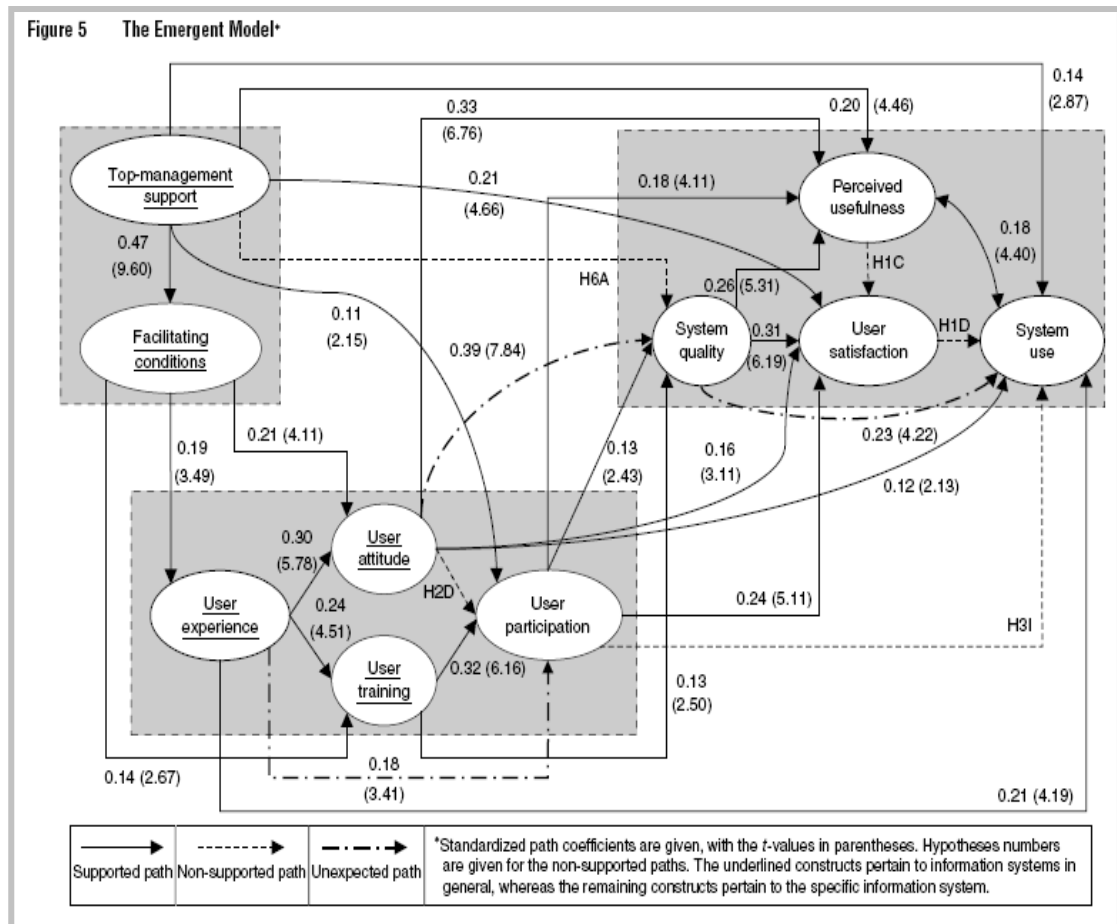 Figure 5 The Emergent Model*
0.14
(2.87)
0.33
(6.76)
0.20 (4.46)
Top-management
support
0.21
(4.66)
0.18 (4.11)
Perceived
usefulness
0.47
(9.60)
0.18
(4.40)
H6A
H1C
0.26 (5.31)
0.11
(2.15)
Facilitating
conditions
0.39 (7.84)
System
quality
0.31
(6.19)
User
satisfaction
H1D
System
use
0.19
(3.49)
0.21 (4.11)
0.13
(2.43)
0.16
(3.11)
0.23 (4.22)
0.12 (2.13)
0.30
(5.78)
User
attitude
H2D
User
experience
0.24
(4.51)
User
participation
0.24 (5.11)
H3I
User
training
0.32 (6.16)
0.13
(2.50)
0.14 (2.67)
0.18
(3.41)
0.21 (4.19)
Supported path
Non-supported path
Unexpected path
*Standardized path coefficients are given, with the t-values in parentheses. Hypotheses numbers
are given for the non-supported paths. The underlined constructs pertain to information systems in
general, whereas the remaining constructs pertain to the specific information system.